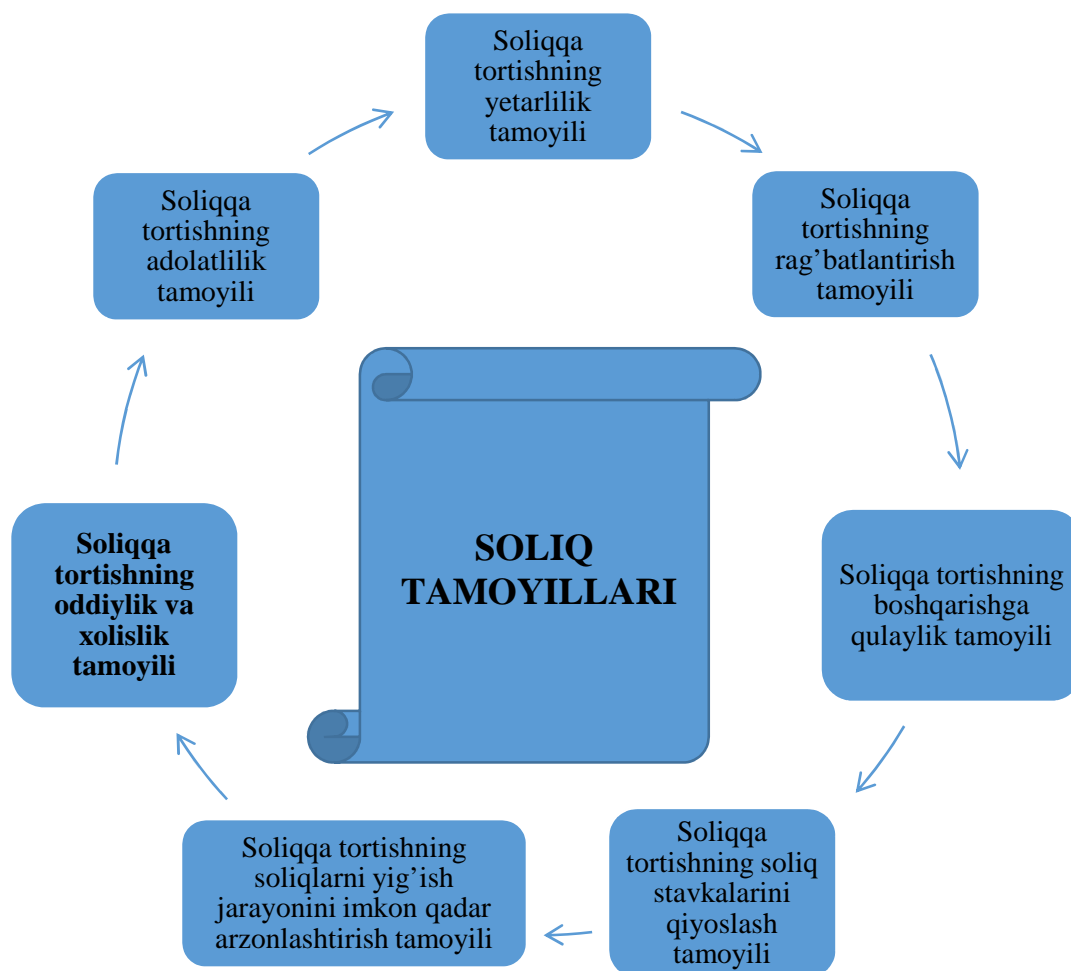 Soliqqa
tortishning
yetarlilik
tamoyili
Soliqqa
tortishning
rag’batlantirish
tamoyili
Soliqqa tortishning
boshqarishga
qulaylik tamoyili
Soliqqa
tortishning soliq
stavkalarini
qiyoslash
tamoyili
Soliqqa tortishning
soliqlarni yig’ish
jarayonini imkon qadar
arzonlashtirish tamoyili
Soliqqa
tortishning
oddiylik va
xolislik
tamoyili
Soliqqa
tortishning
adolatlilik
tamoyili
SOLIQ
TAMOYILLARI